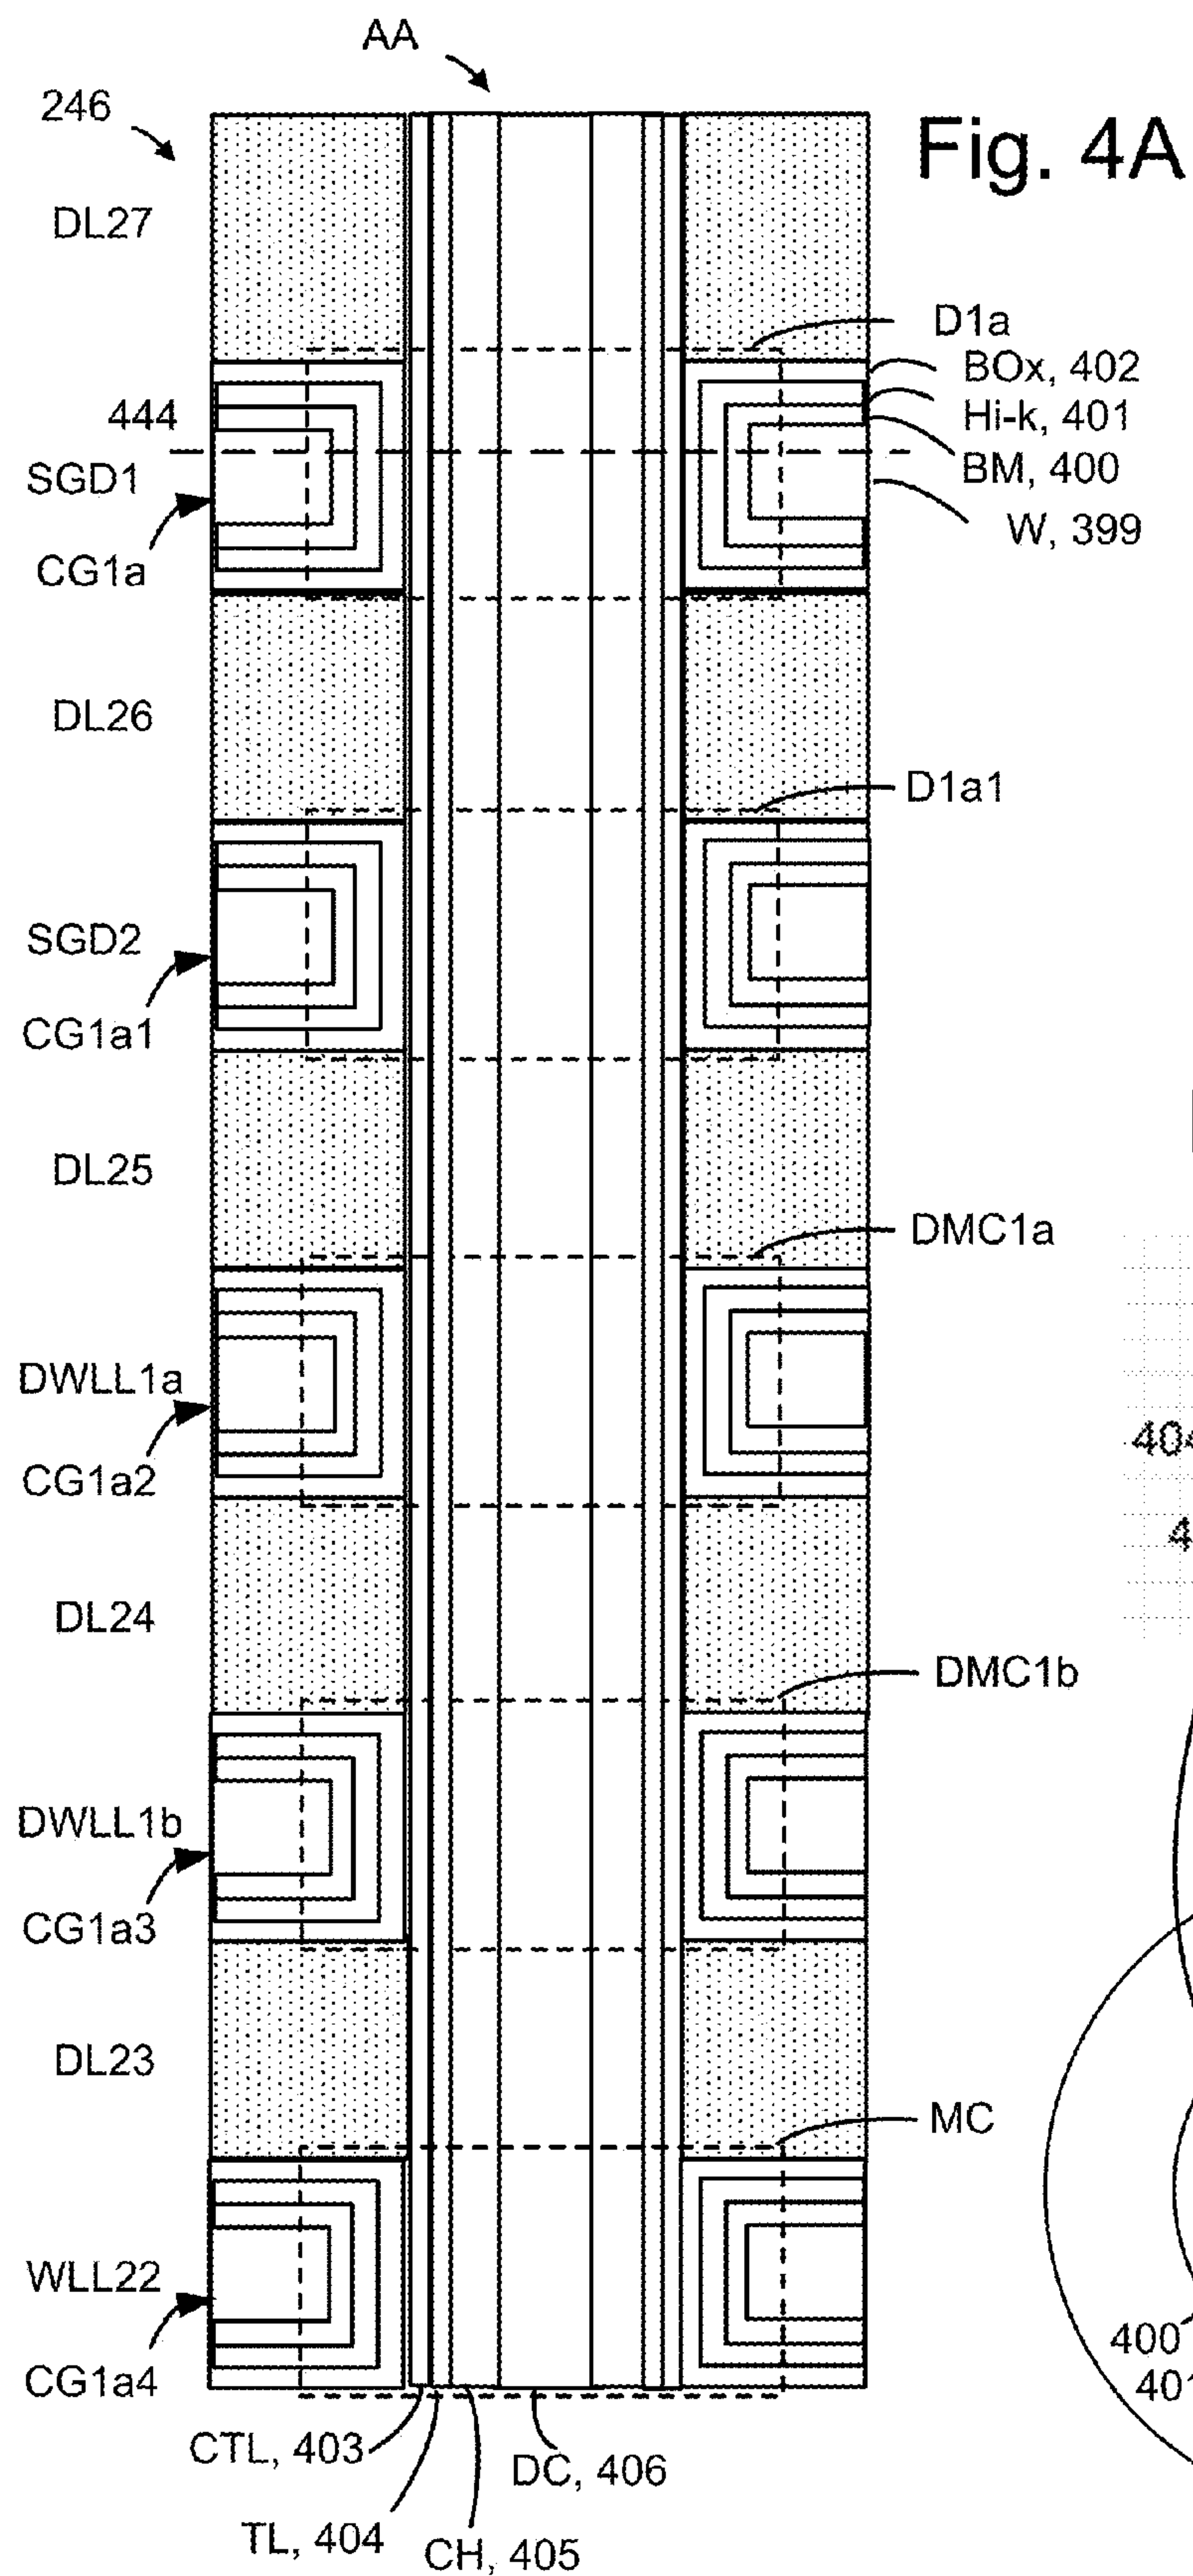 AA
246
Fig. 4A
DL27
D1a
BOx, 402
444
Hi-k, 401
SGD1
BM, 400
W, 399
CG1a
DL26
D1a1
SGD2
CG1a1
DL25
DMC1a
DWLL1a
404
CG1a2
DL24
DMC1b
DWLL1b
CG1a3
DL23
MC
WLL22
400
CG1a4
CTL, 403
DC, 406
TL, 404
CH, 405